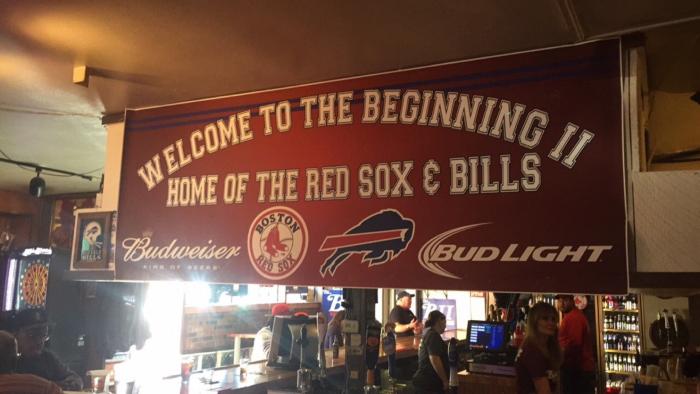 WELCOME TO THE BEGINNING II
HOME OF THE RED SOX & BILLS
Budweiser
KING OF BEERS
BOSTON
RED SOX
BUD LIGHT
BILLS